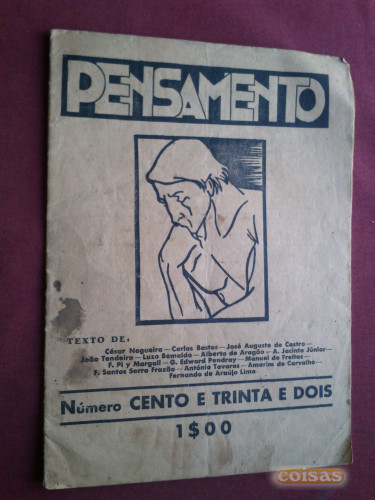 PENSAMENTO
TEXTO DE:
César Nogueira — Carlos Bastos — José Augusto de Castro —
João Tendeiro — Luzo Bemaldo — Alberto de Aragão — A. Jacinto Júnior —
F. Pi y Margall — G. Edward Pendray — Manuel de Freitas —
F. Santos Serra Frazão — António Tavares — Amorim de Carvalho —
Fernando de Araújo Lima
Número CENTO E TRINTA E DOIS
1$00
coisas